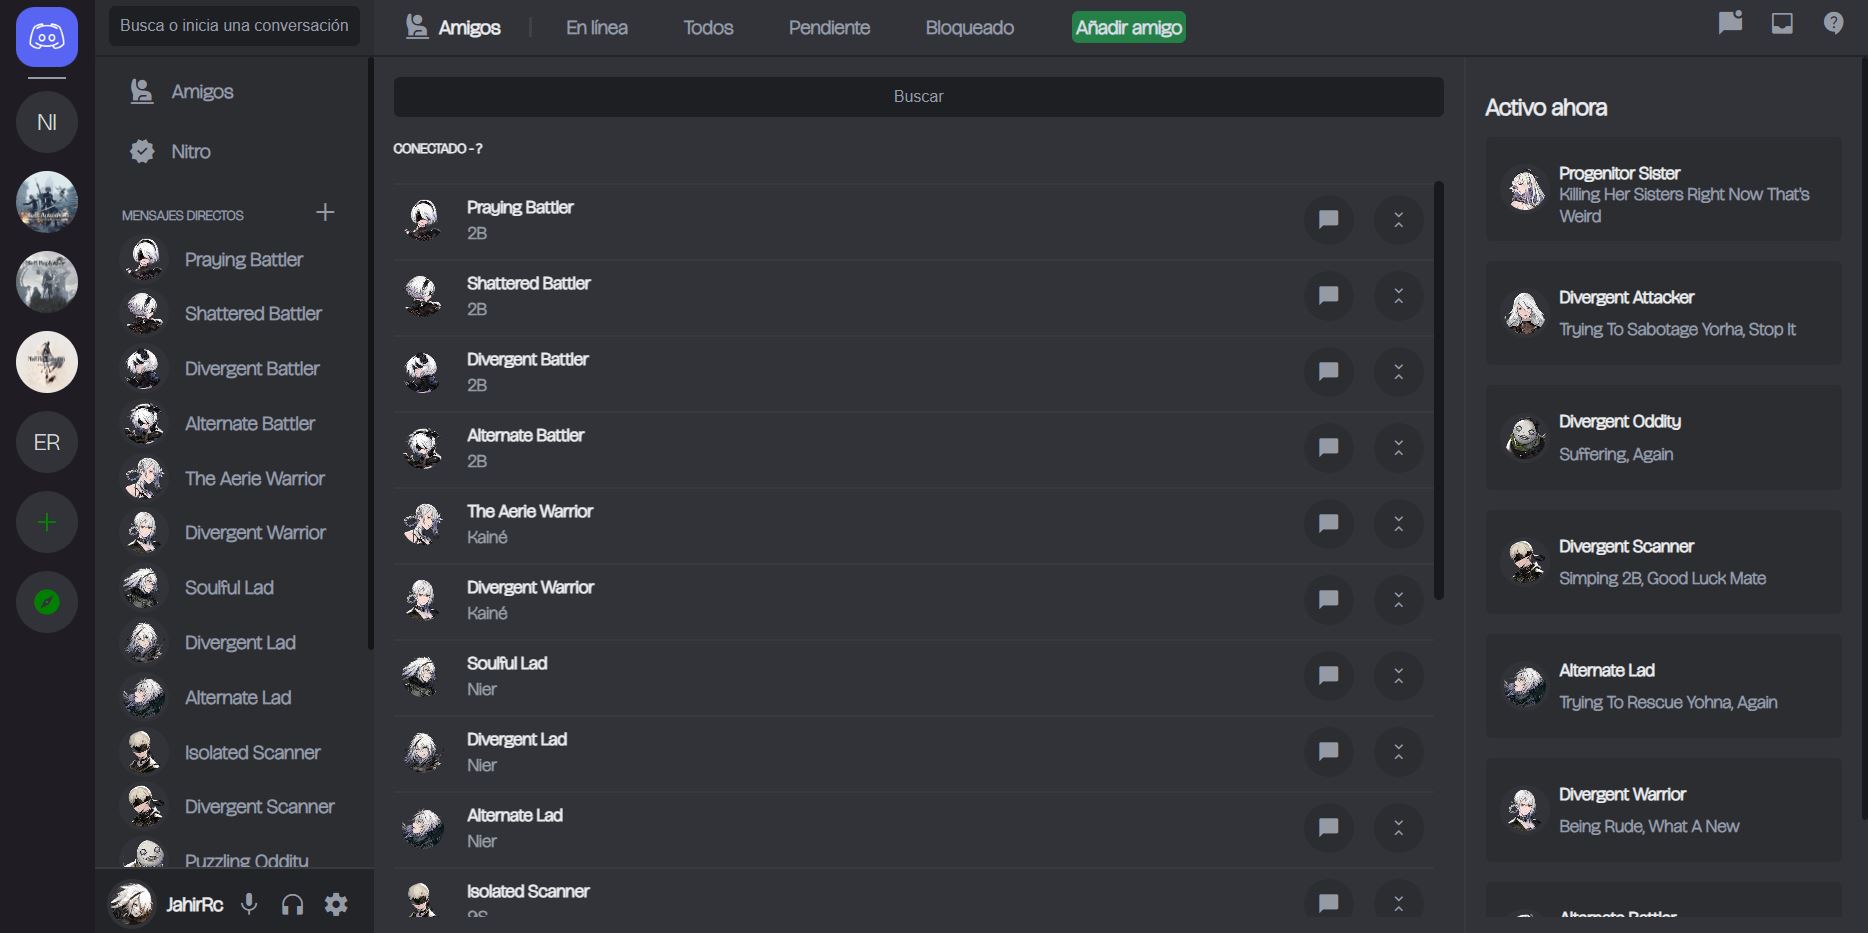 Busca o inicia una conversación
Amigos
En línea
Todos
Pendiente
Bloqueado
Añadir amigo
NI
ER
Amigos
Nitro
MENSAJES DIRECTOS
Praying Battler
Shattered Battler
Divergent Battler
Alternate Battler
The Aerie Warrior
Divergent Warrior
Soulful Lad
Divergent Lad
Alternate Lad
Isolated Scanner
Divergent Scanner
Puzzling Oddity
JahirRc
Buscar
CONECTADO - ?
Praying Battler
2B
Shattered Battler
2B
Divergent Battler
2B
Alternate Battler
2B
The Aerie Warrior
Kainé
Divergent Warrior
Kainé
Soulful Lad
Nier
Divergent Lad
Nier
Alternate Lad
Nier
Isolated Scanner
9S
Activo ahora
Progenitor Sister
Killing Her Sisters Right Now That's
Weird
Divergent Attacker
Trying To Sabotage Yorha, Stop It
Divergent Oddity
Suffering, Again
Divergent Scanner
Simping 2B, Good Luck Mate
Alternate Lad
Trying To Rescue Yohna, Again
Divergent Warrior
Being Rude, What A New
Alternate Battler